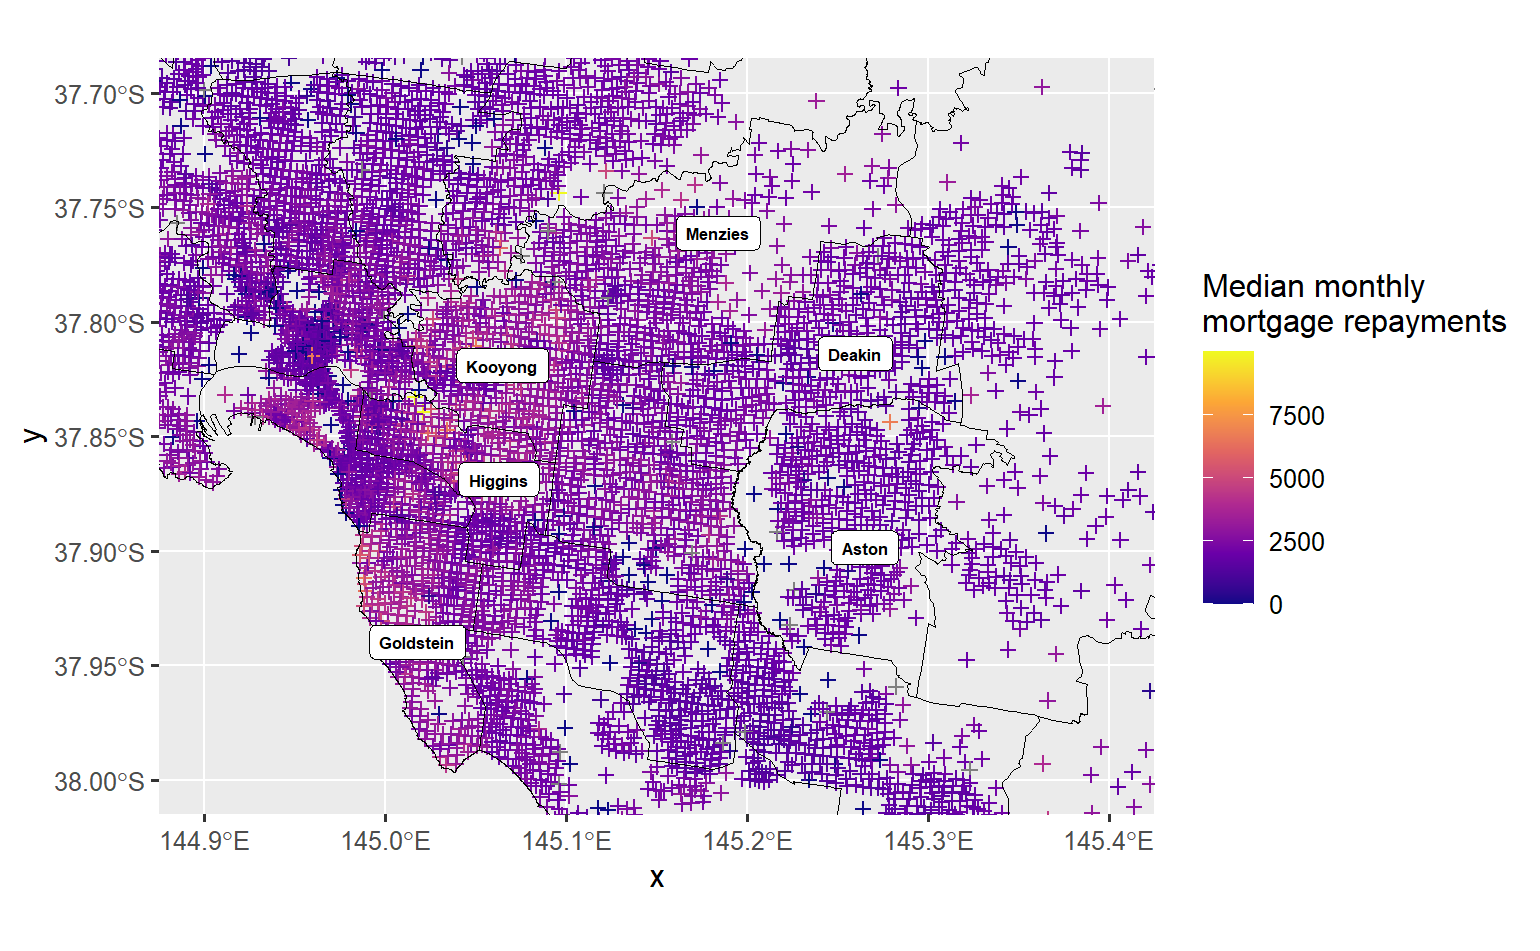 37.70°S
37.75°S
37.80°S
37.85°S
37.90°S
37.95°S
38.00°S
y
Menzies
Deakin
Kooyong
Higgins
Aston
Goldstein
144.9°E
145.0°E
145.1°E
145.2°E
145.3°E
145.4°E
x
Median monthly
mortgage repayments
7500
5000
2500
0